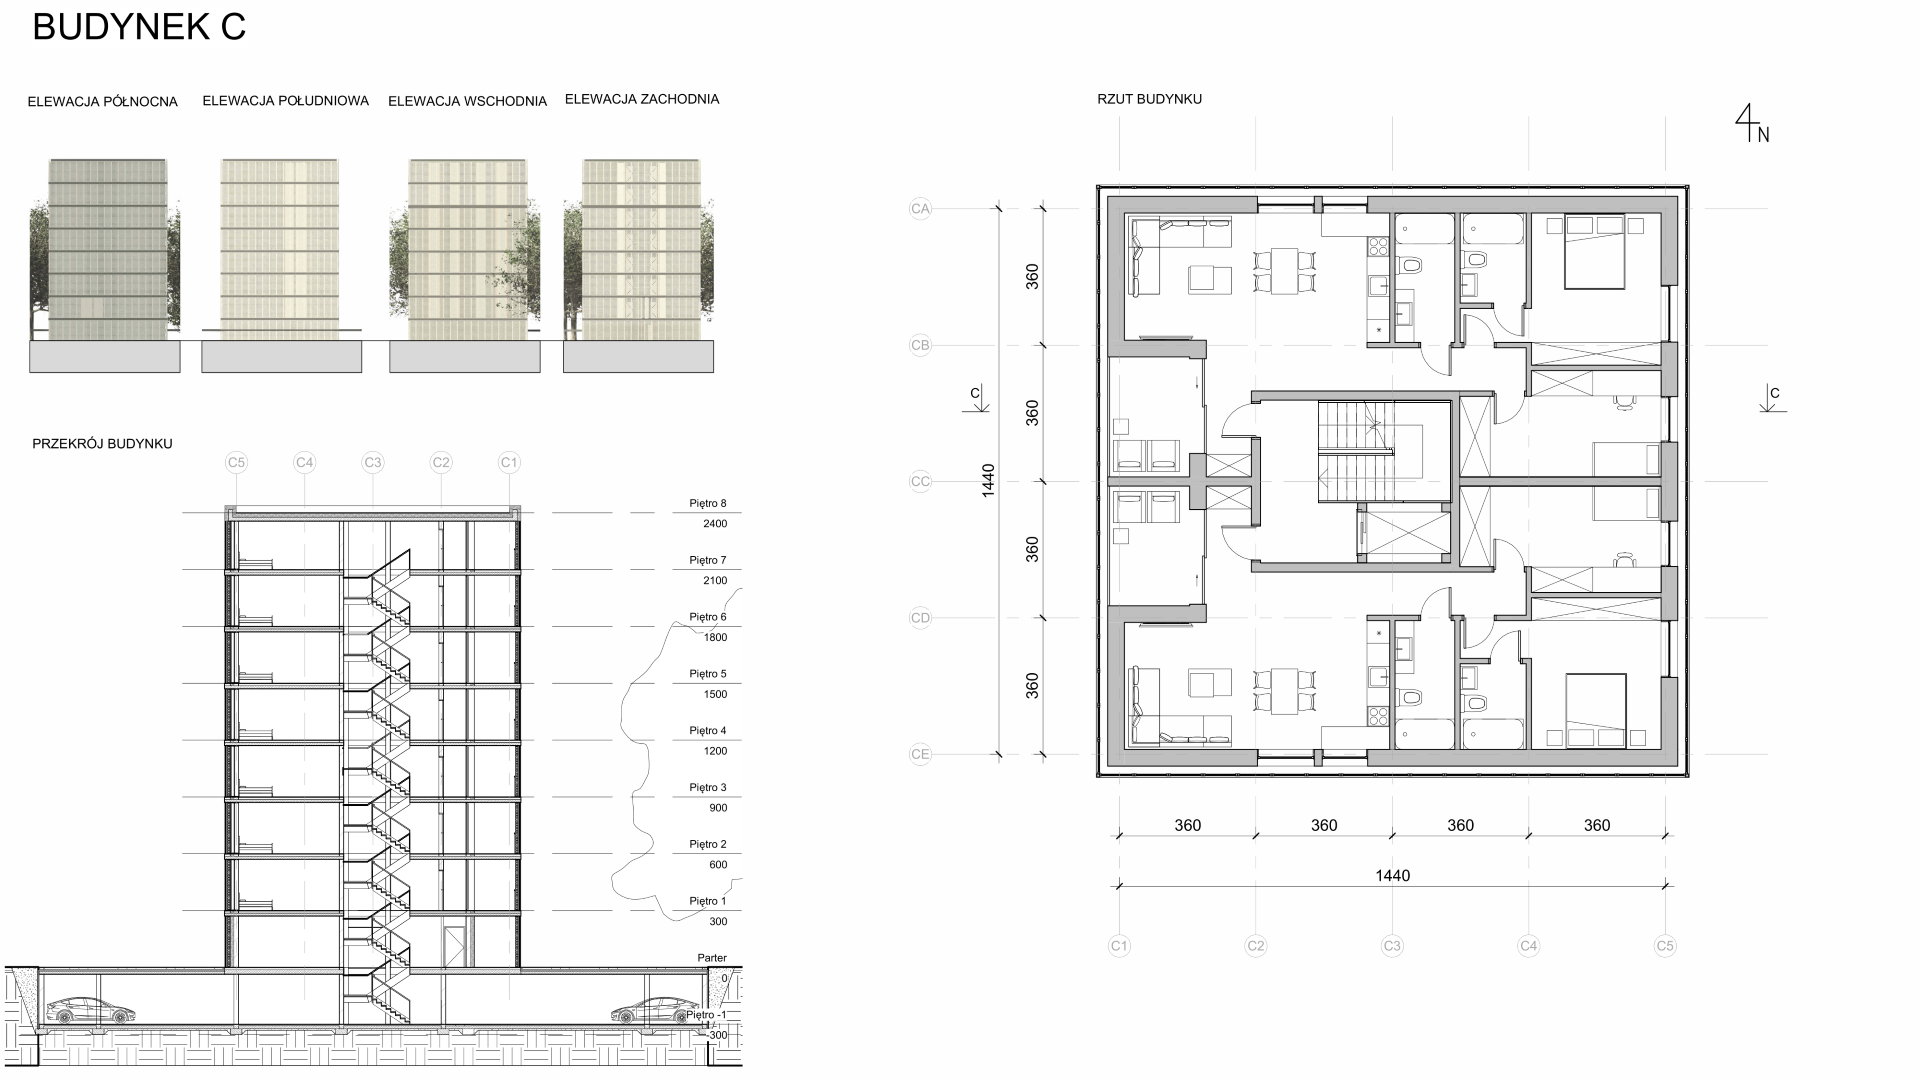 BUDYNEK C
ELEWACJA PÓŁNOCNA
ELEWACJA POŁUDNIOWA
ELEWACJA WSCHODNIA
ELEWACJA ZACHODNIA
PRZEKRÓJ BUDYNKU
C5 C4 C3 C2 C1
Piętro 8
2400
Piętro 7
2100
Piętro 6
1800
Piętro 5
1500
Piętro 4
1200
Piętro 3
900
Piętro 2
600
Piętro 1
300
Parter
0
Piętro -1
-300
RZUT BUDYNKU
N
CA
360
CB
C
C
360
CC
1440
360
CD
360
CE
360 360 360 360
1440
C1 C2 C3 C4 C5